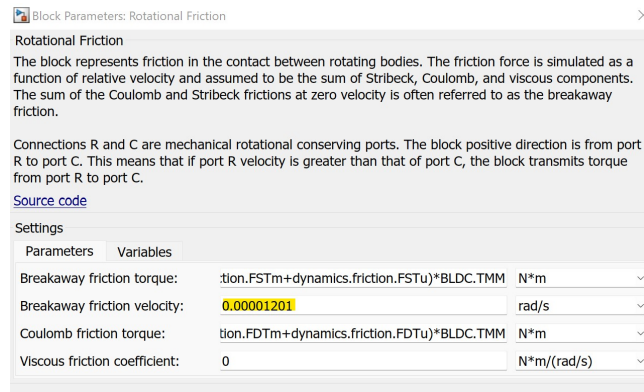 Block Parameters: Rotational Friction
Rotational Friction
The block represents friction in the contact between rotating bodies. The friction force is simulated as a
function of relative velocity and assumed to be the sum of Stribeck, Coulomb, and viscous components.
The sum of the Coulomb and Stribeck frictions at zero velocity is often referred to as the breakaway
friction.
Connections R and C are mechanical rotational conserving ports. The block positive direction is from port
R to port C. This means that if port R velocity is greater than that of port C, the block transmits torque
from port R to port C.
Source code
Settings
Parameters Variables
Breakaway friction torque: :tion.FSTm+dynamics.friction.FSTu)*BLDC.TMM N*m
Breakaway friction velocity: 0.00001201 rad/s
Coulomb friction torque: tion.FDTm+dynamics.friction.FDTu)*BLDC.TMM N*m
Viscous friction coefficient: 0 N*m/(rad/s)